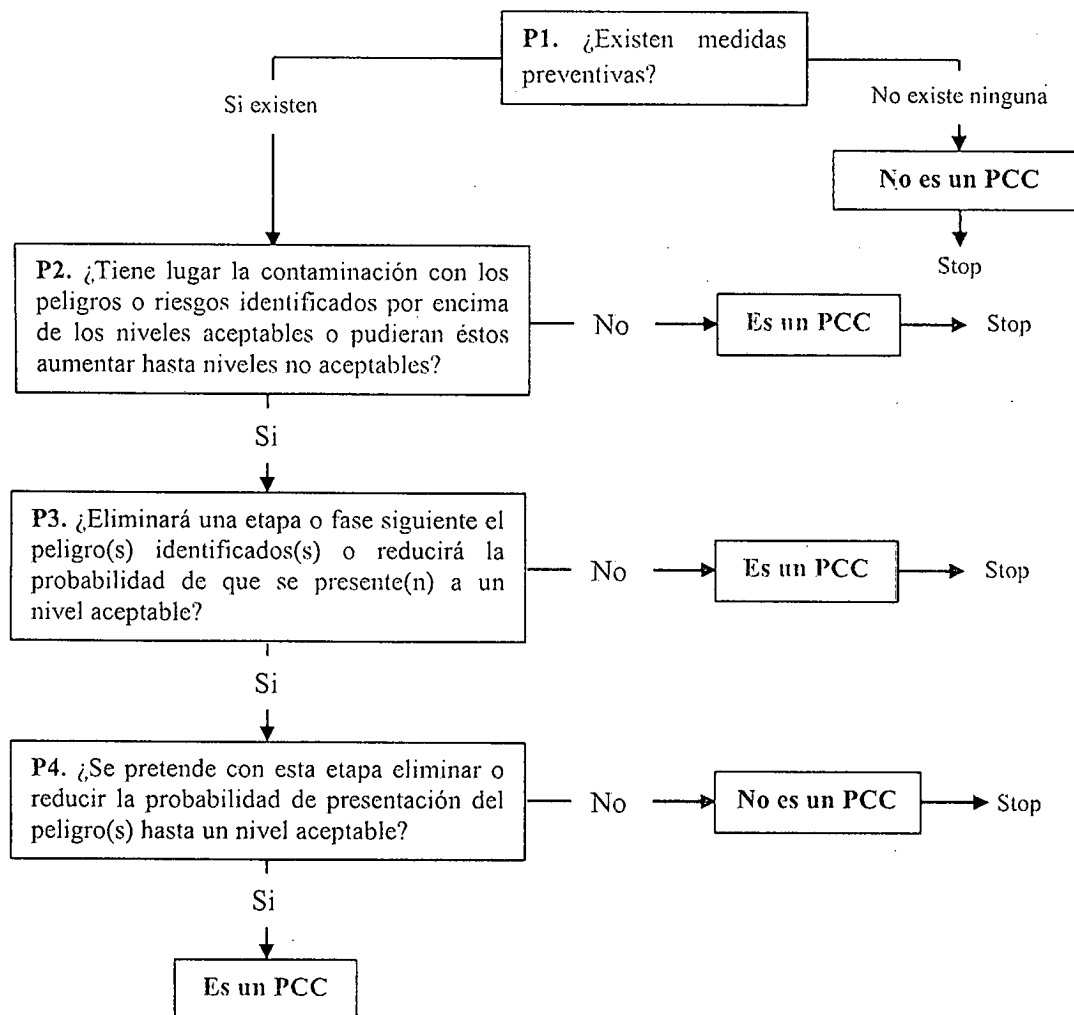 P1. ¿Existen medidas
preventivas?
Si existen
No existe ninguna
No es un PCC
Stop
P2. ¿Tiene lugar la contaminación con los
peligros o riesgos identificados por encima
de los niveles aceptables o pudieran éstos
aumentar hasta niveles no aceptables?
No
Es un PCC
Stop
Si
P3. ¿Eliminará una etapa o fase siguiente el
peligro(s) identificados(s) o reducirá la
probabilidad de que se presente(n) a un
nivel aceptable?
No
Es un PCC
Stop
Si
P4. ¿Se pretende con esta etapa eliminar o
reducir la probabilidad de presentación del
peligro(s) hasta un nivel aceptable?
No
No es un PCC
Stop
Si
Es un PCC